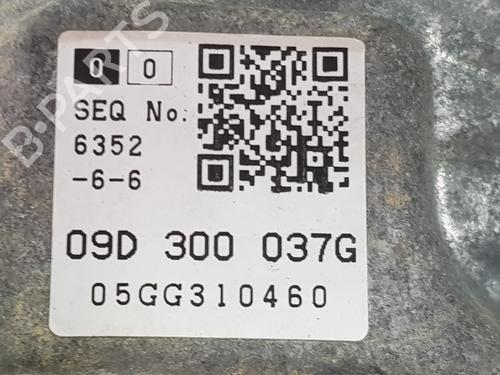 0 0
SEQ No.
6352
-6-6
09D 300 037G
05GG310460
B-PARTS